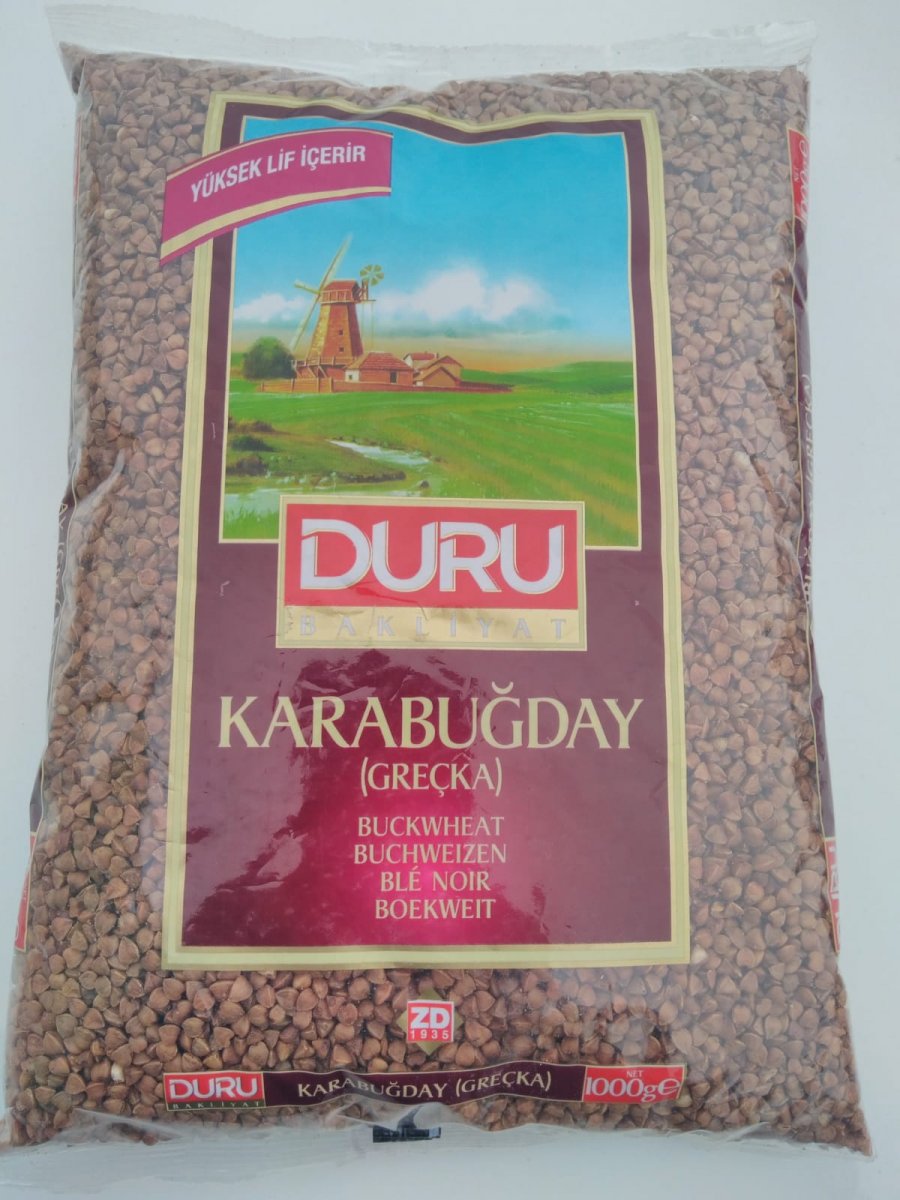 YÜKSEK LİF İÇERİR
DURU
BAKLİYAT
KARABUĞDAY
(GREÇKA)
BUCKWHEAT
BUCHWEIZEN
BLÉ NOIR
BOEKWEIT
ZD
1935
DURU
BAKLİYAT
KARABUĞDAY (GREÇKA)
NET
1000g e